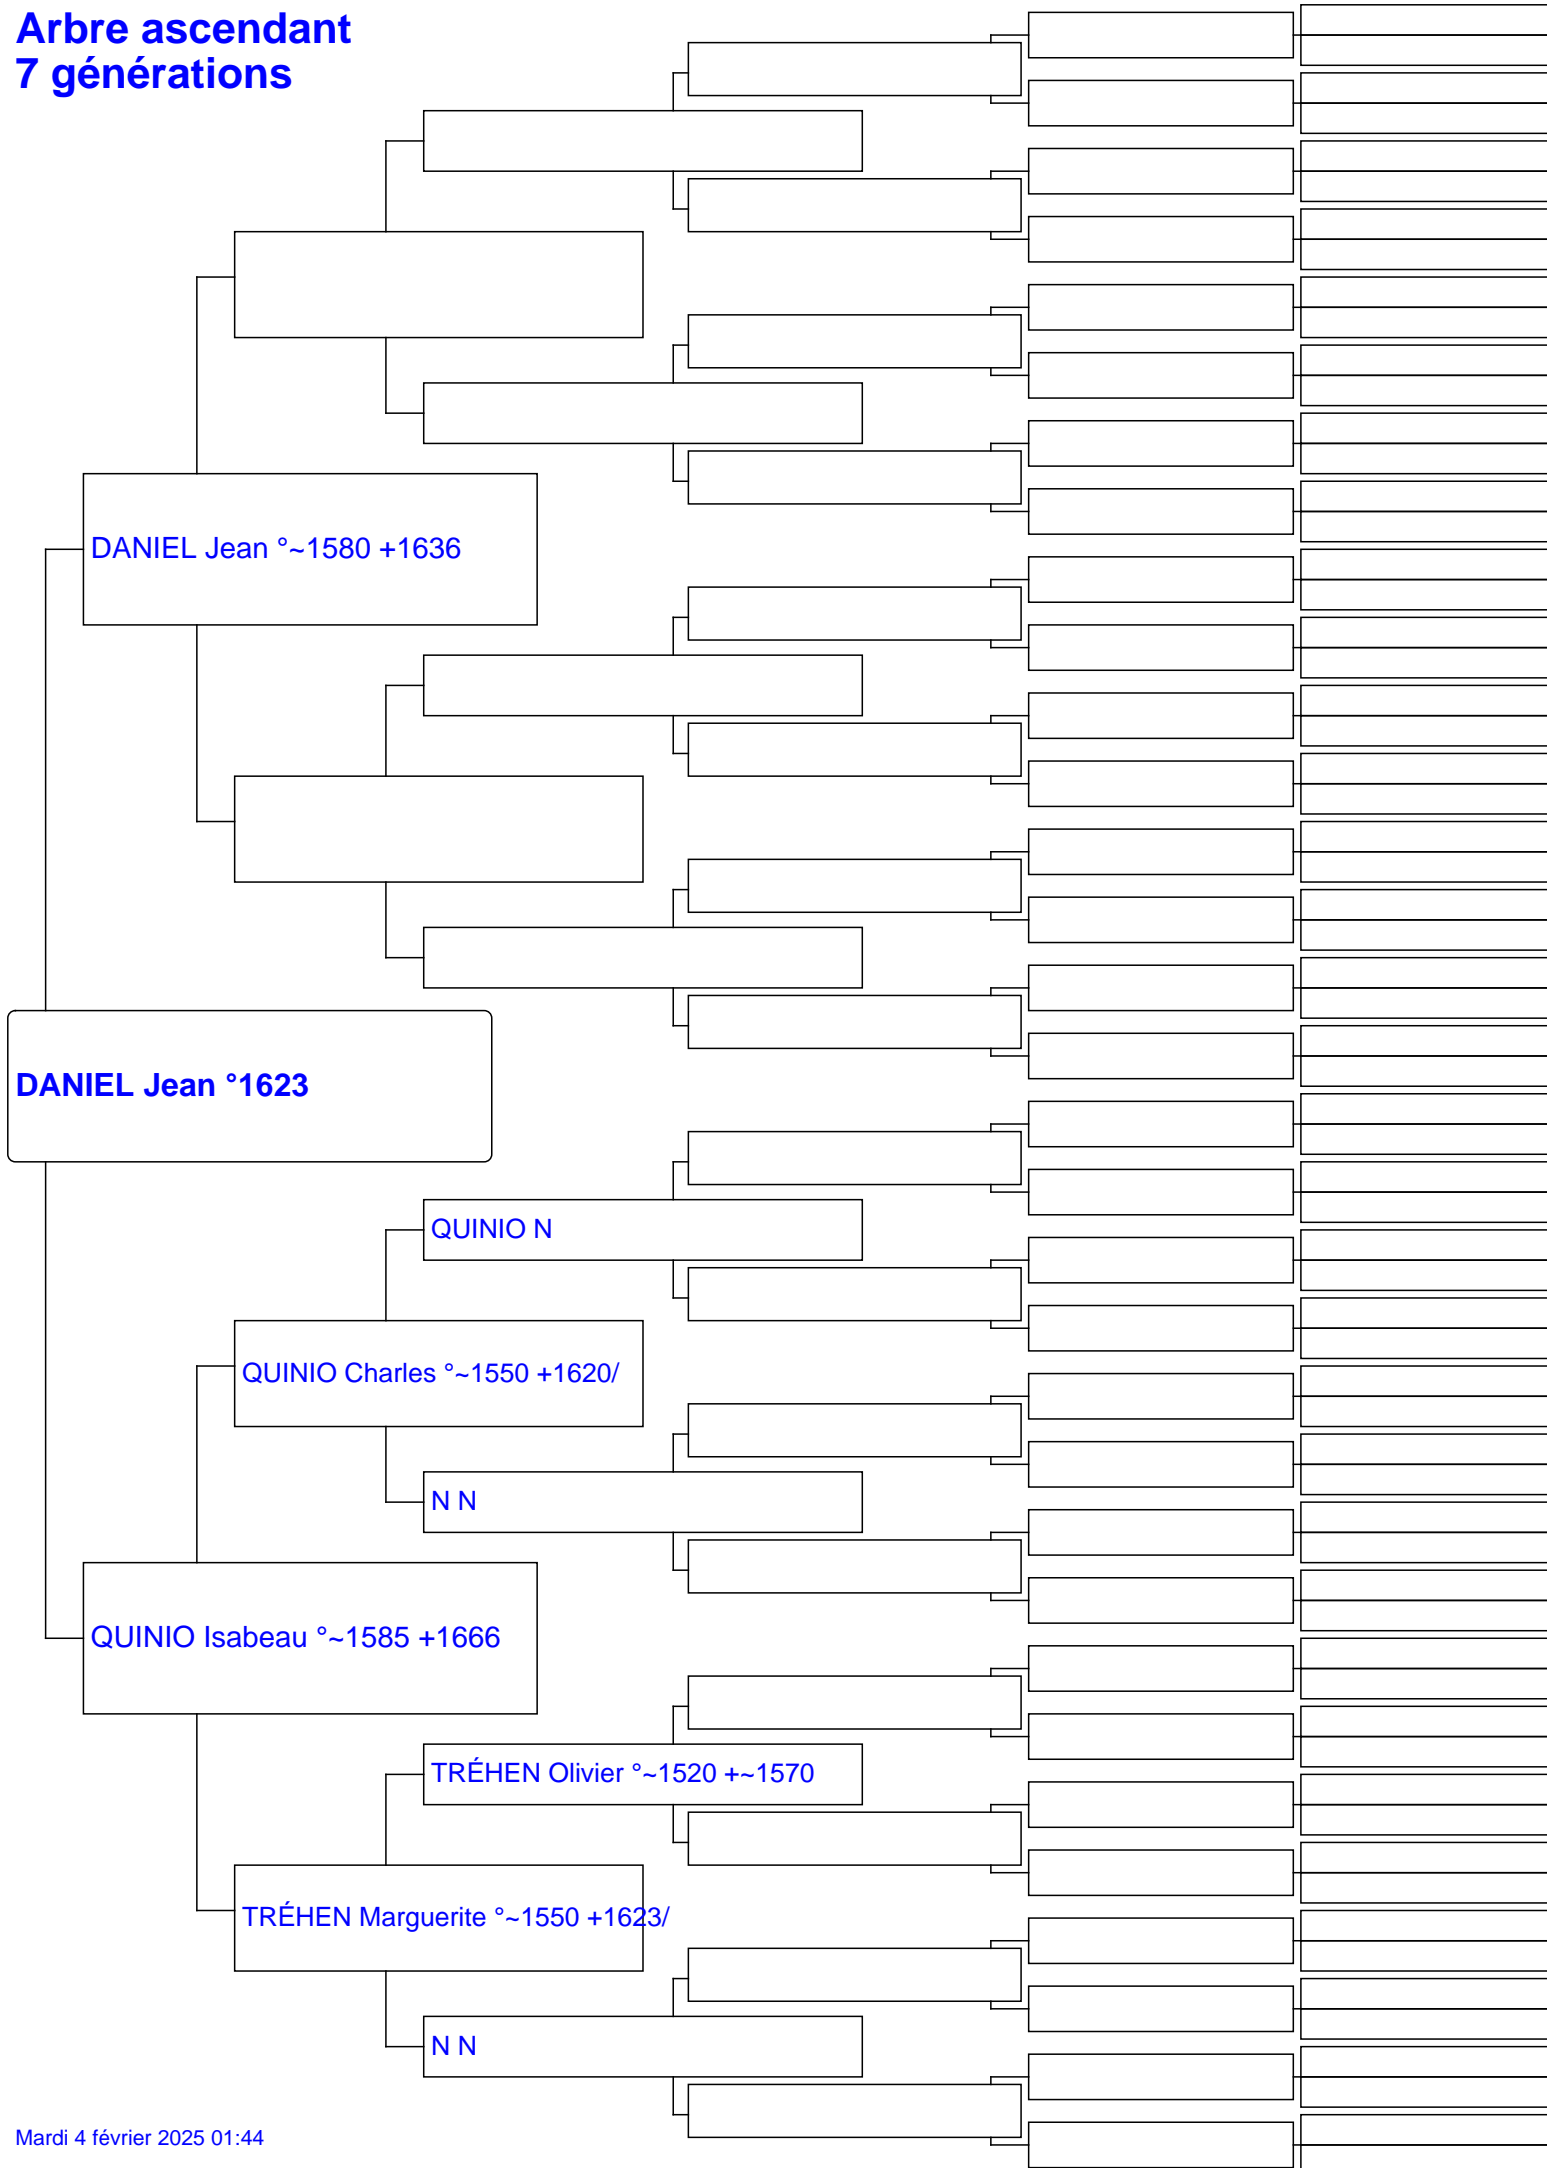 Arbre ascendant
7 générations
DANIEL Jean °~1580 +1636
DANIEL Jean °1623
QUINIO N
QUINIO Charles °~1550 +1620/
N N
QUINIO Isabeau °~1585 +1666
TRÉHEN Olivier °~1520 +~1570
TRÉHEN Marguerite °~1550 +1623/
N N
Mardi 4 février 2025 01:44